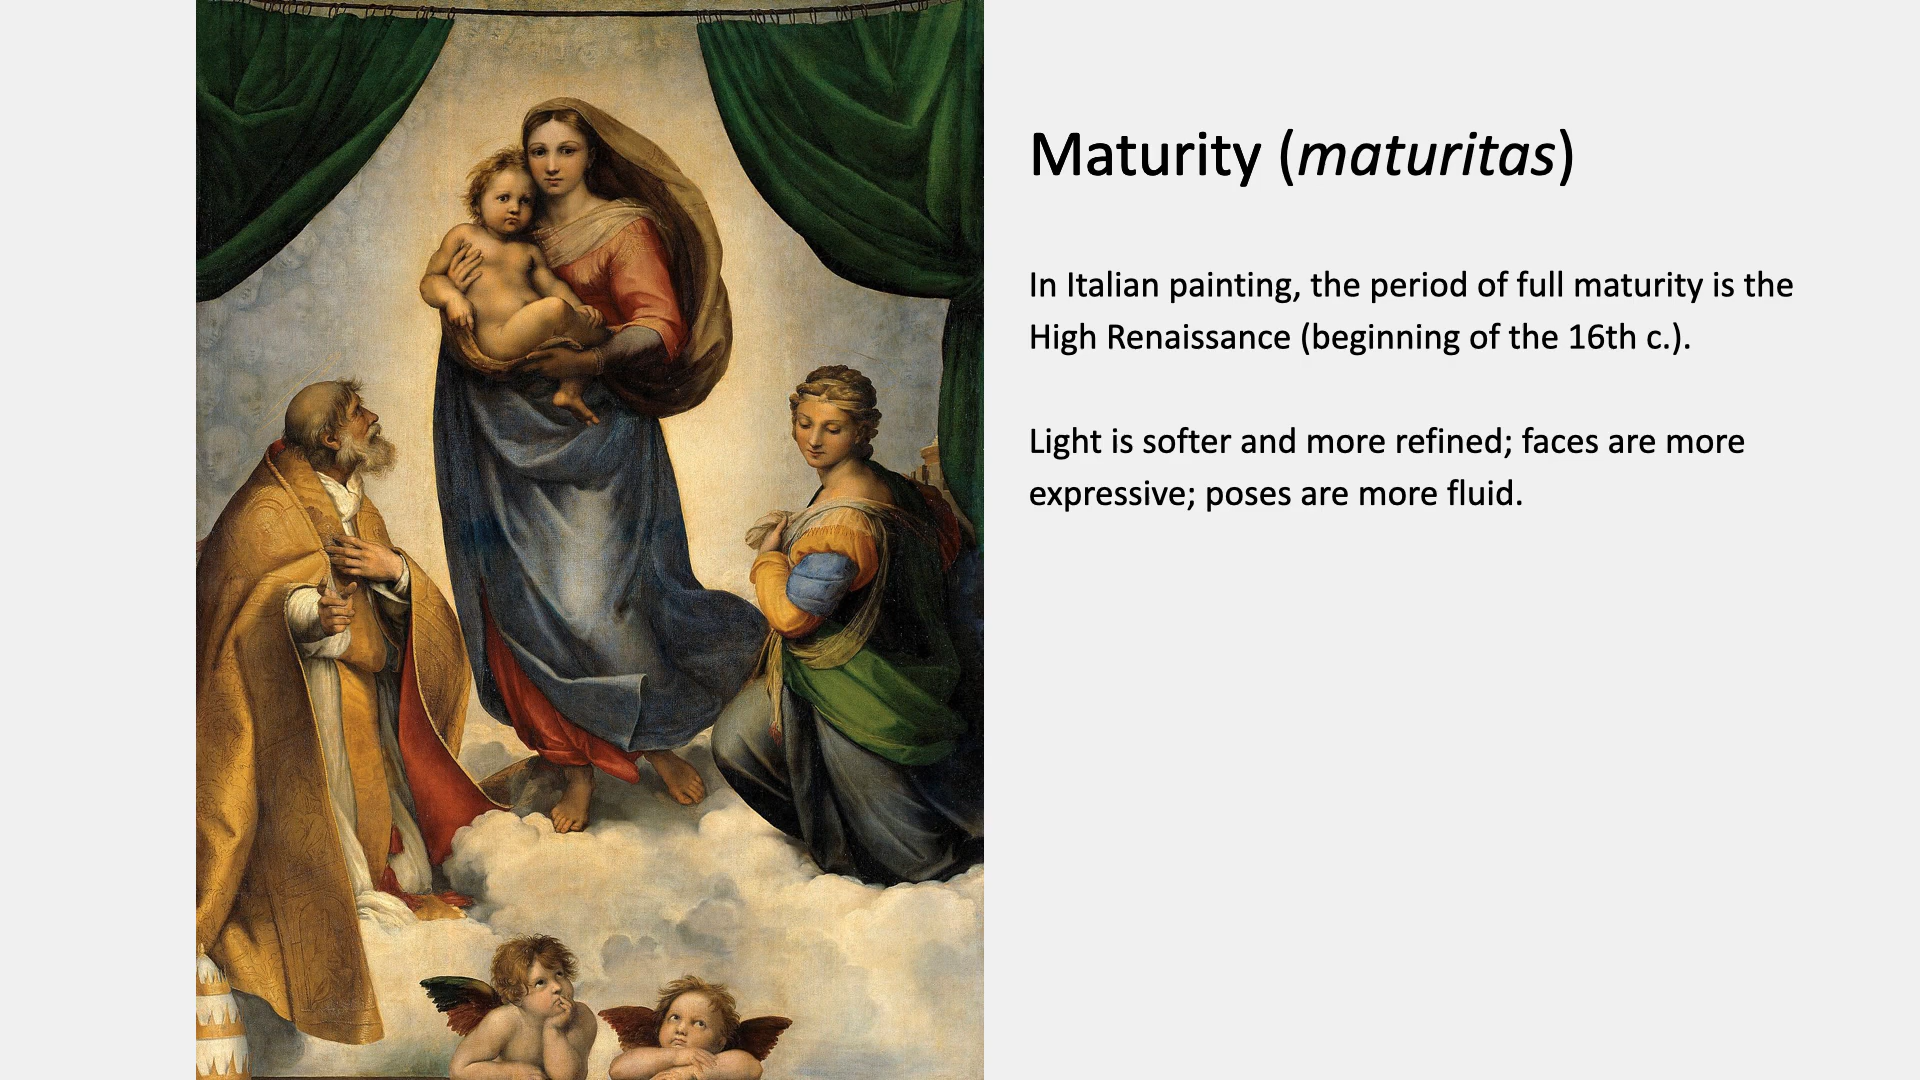 Maturity (maturitas)
In Italian painting, the period of full maturity is the
High Renaissance (beginning of the 16th c.).
Light is softer and more refined; faces are more
expressive; poses are more fluid.